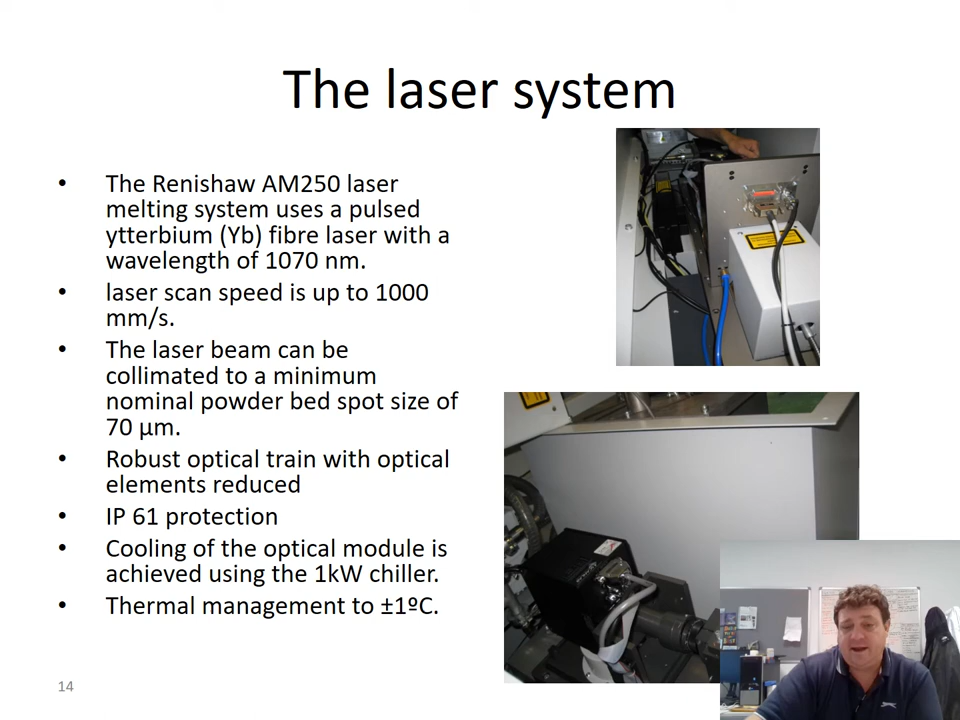 The laser system
• The Renishaw AM250 laser
melting system uses a pulsed
ytterbium (Yb) fibre laser with a
wavelength of 1070 nm.
• laser scan speed is up to 1000
mm/s.
• The laser beam can be
collimated to a minimum
nominal powder bed spot size of
70 µm.
• Robust optical train with optical
elements reduced
• IP 61 protection
• Cooling of the optical module is
achieved using the 1kW chiller.
• Thermal management to ±1ºC.
14